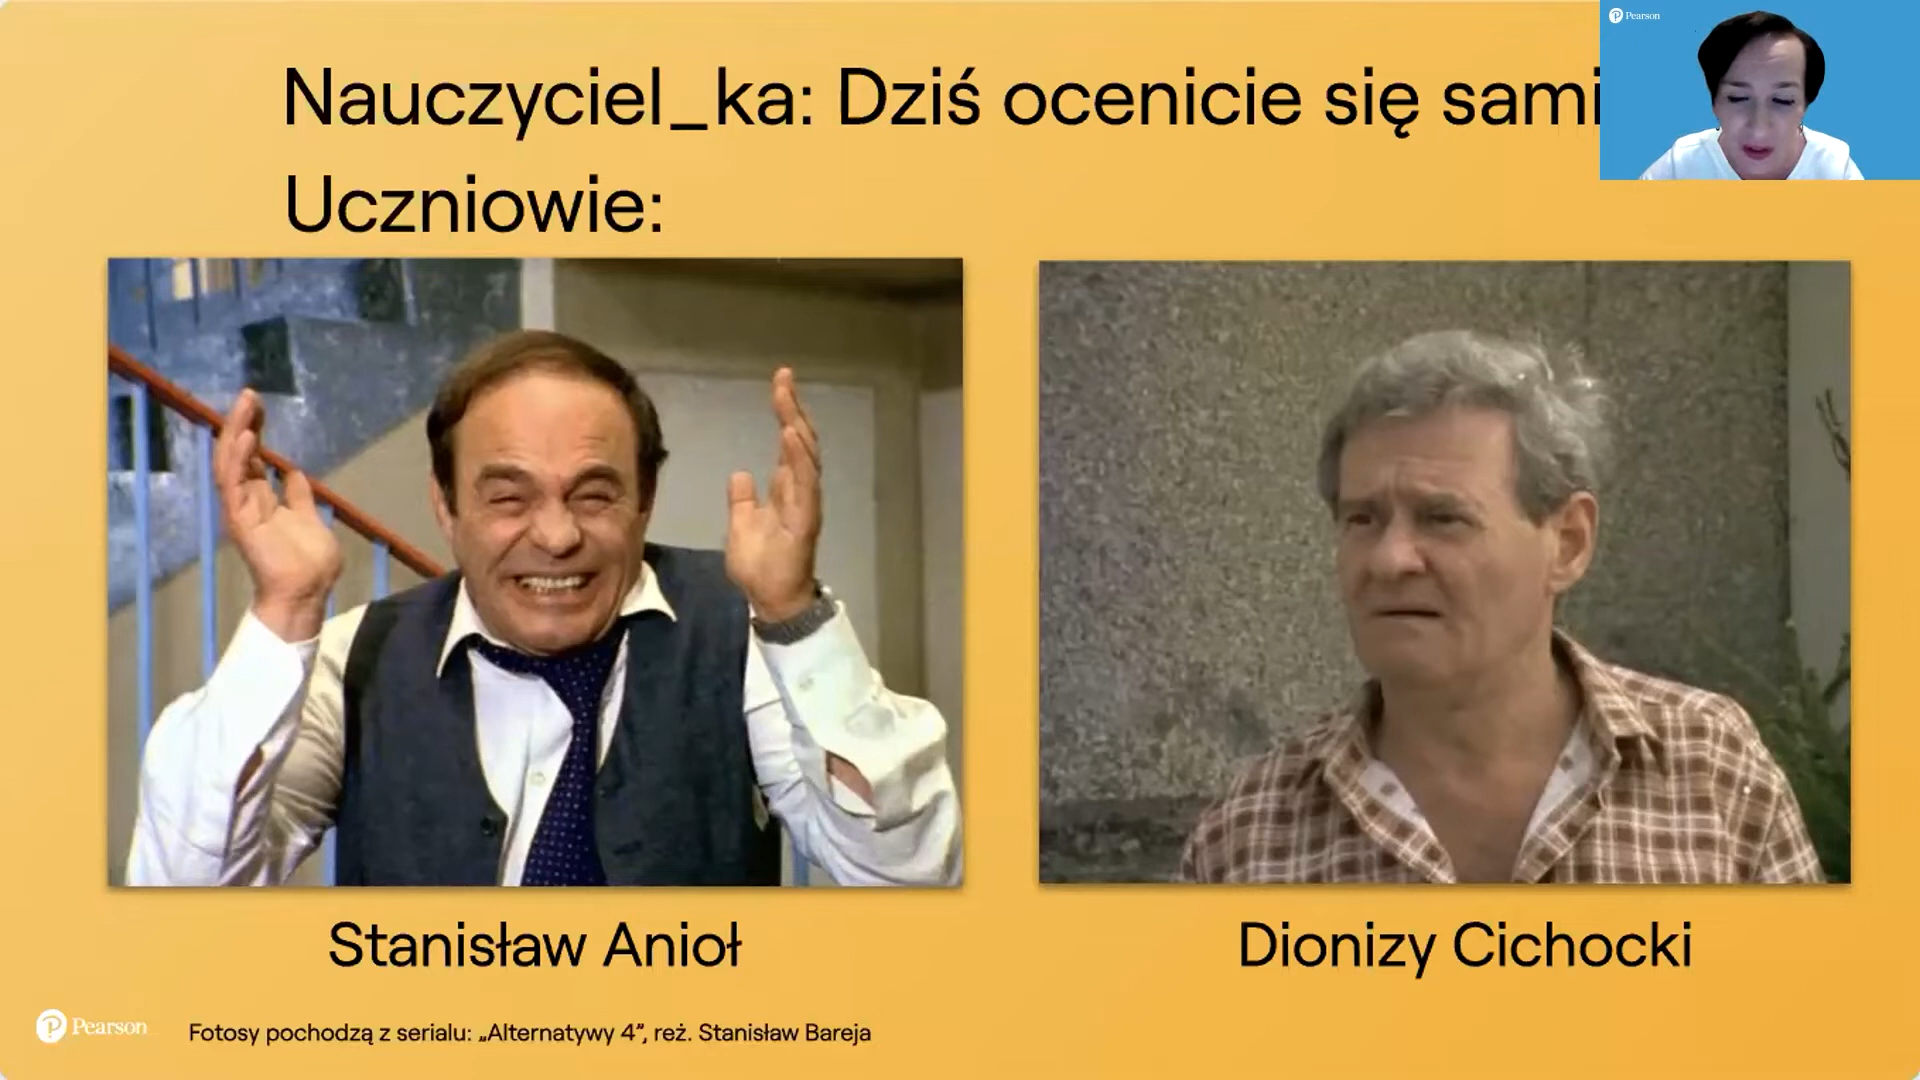 Pearson
Nauczyciel_ka: Dziś ocenicie się sami
Uczniowie:
Stanisław Anioł
Dionizy Cichocki
Pearson
Fotosy pochodzą z serialu: „Alternatywy 4”, reż. Stanisław Bareja